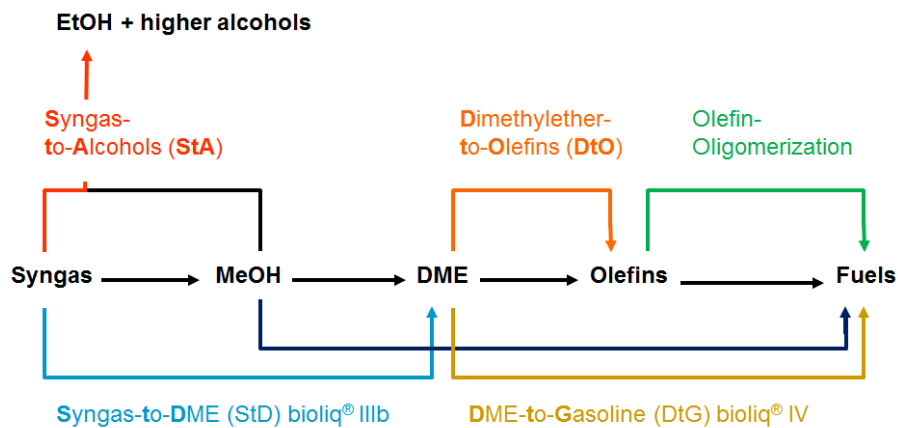 EtOH + higher alcohols
Syngas-
to-Alcohols (StA)
Dimethylether-
to-Olefins (DtO)
Olefin-
Oligomerization
Syngas
MeOH
DME
Olefins
Fuels
Syngas-to-DME (StD) bioliq® IIIb
DME-to-Gasoline (DtG) bioliq® IV